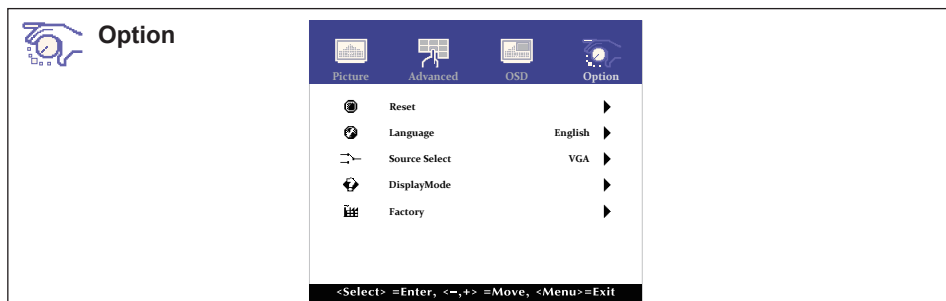 Option
Picture Advanced OSD Option
Reset
Language English
Source Select VGA
DisplayMode
Factory
<Select> =Enter, <–,+> =Move, <Menu>=Exit